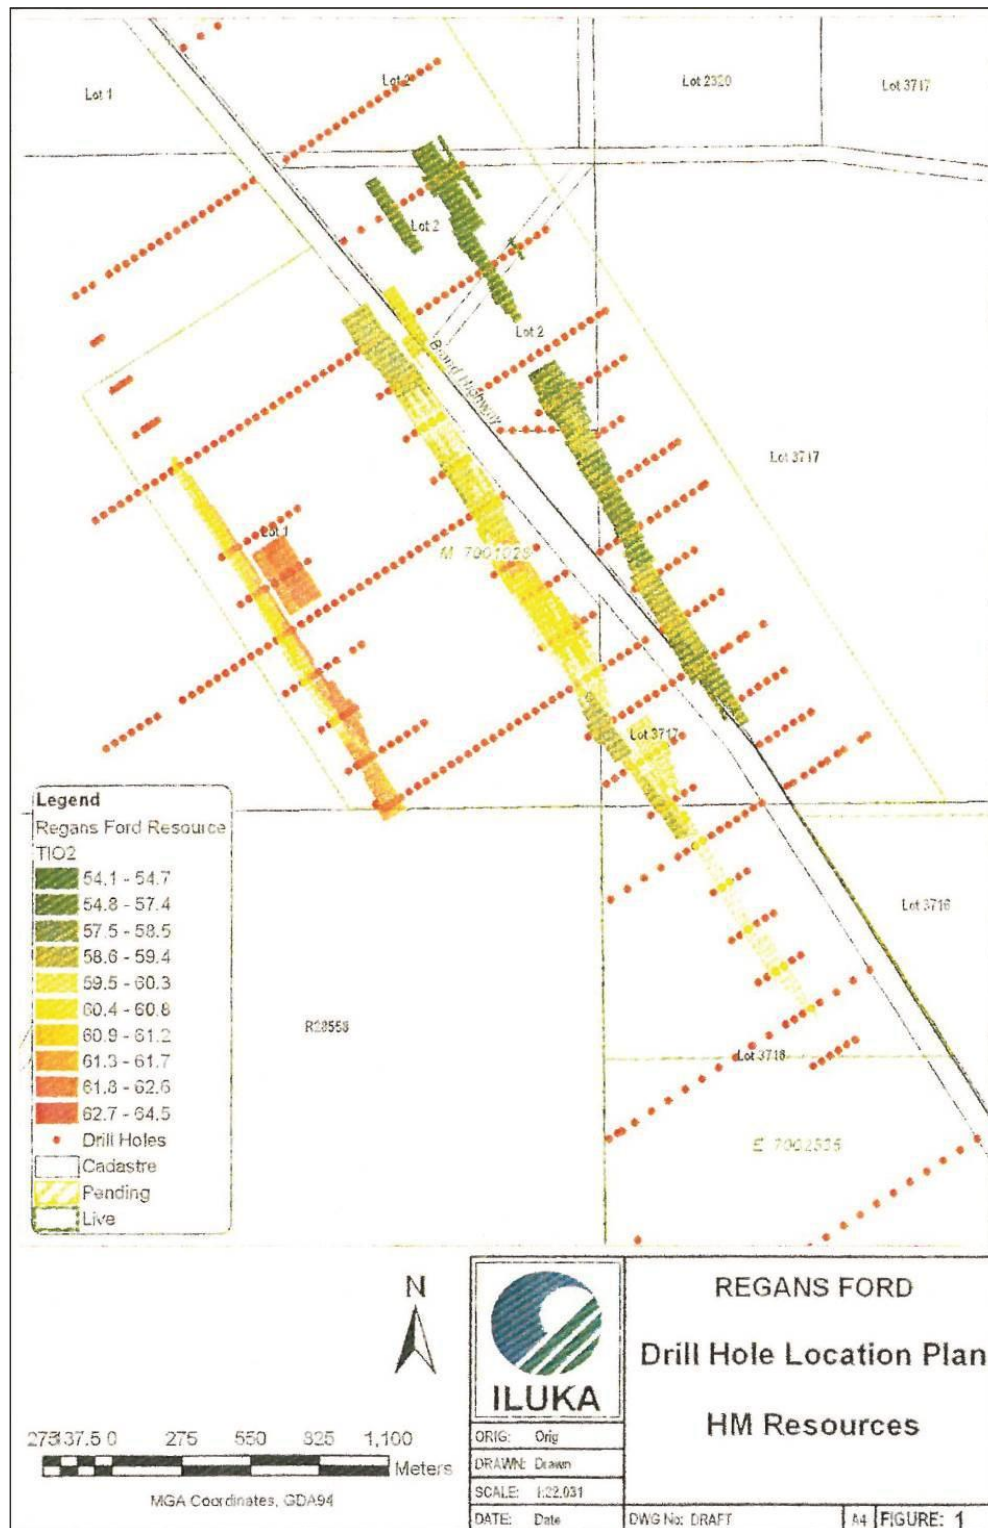 Lot 1
Lot 2
Lot 2320
Lot 3717
Lot 2
Lot 2
Brand Highway
Lot 3717
Lot 1
M 7001028
Lot 3717
Legend
Regans Ford Resource
TIO2
54.1 - 54.7
54.8 - 57.4
57.5 - 58.5
58.6 - 59.4
59.5 - 60.3
60.4 - 60.8
60.9 - 61.2
61.3 - 61.7
61.8 - 62.6
62.7 - 64.5
Drill Holes
Cadastre
Pending
Live
Lot 3716
R28558
Lot 3718
E 7002535
N
275 137.5 0 275 550 825 1,100
Meters
MGA Coordinates, GDA94
ILUKA
REGANS FORD
Drill Hole Location Plan
HM Resources
ORIG: Orig
DRAWN: Drawn
SCALE: 1:22,031
DATE: Date
DWG No: DRAFT
A4
FIGURE: 1